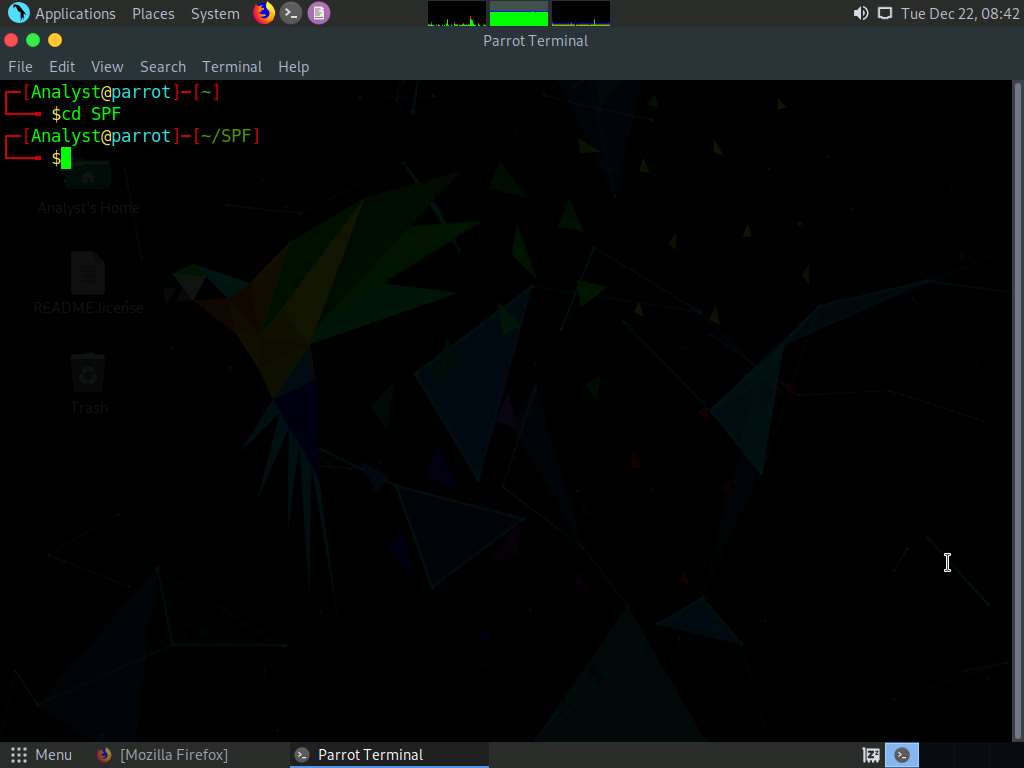 Applications Places System Tue Dec 22, 08:42
Parrot Terminal
File Edit View Search Terminal Help
┌─[Analyst@parrot]─[~]
└──╼ $cd SPF
┌─[Analyst@parrot]─[~/SPF]
└──╼ $
Analyst's Home
README.license
Trash
Menu [Mozilla Firefox] Parrot Terminal